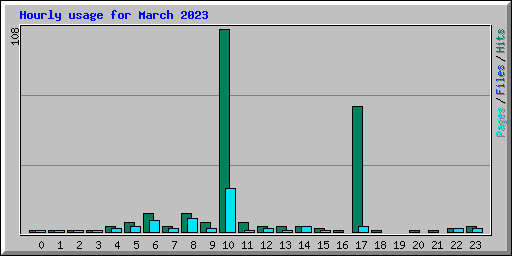 Hourly usage for March 2023
108
Pages/Files/Hits
0 1 2 3 4 5 6 7 8 9 10 11 12 13 14 15 16 17 18 19 20 21 22 23